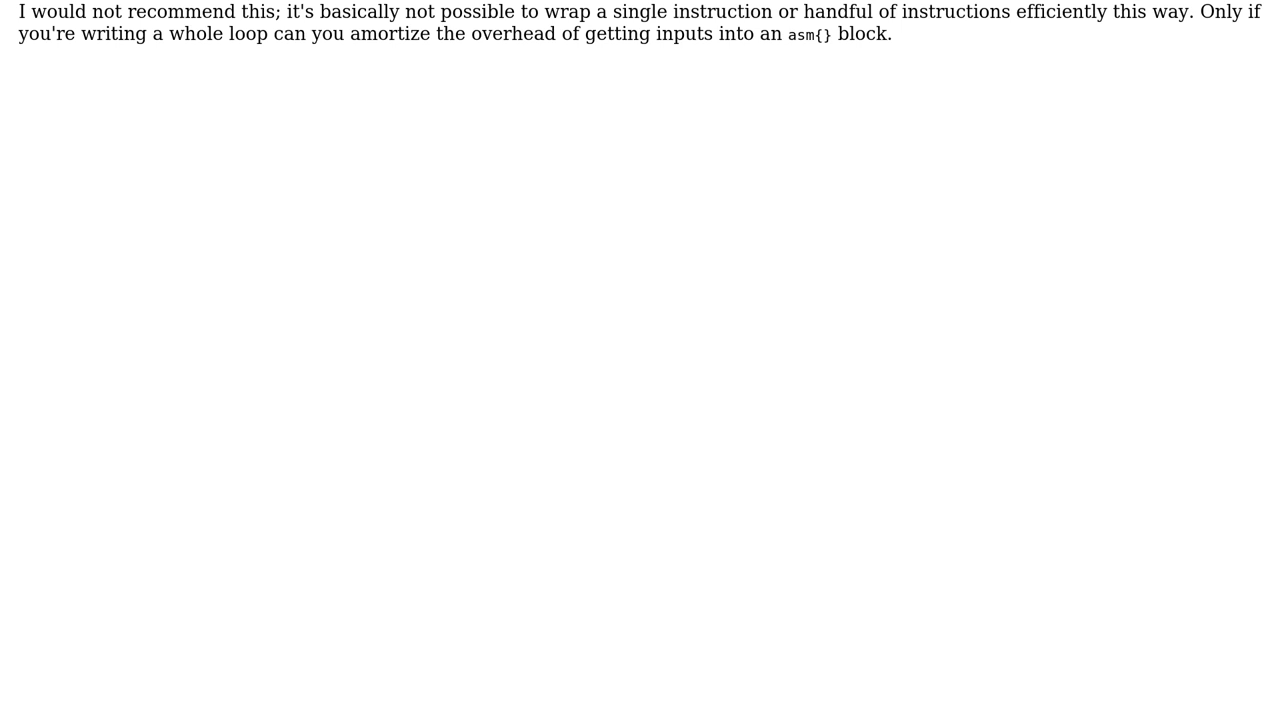 I would not recommend this; it's basically not possible to wrap a single instruction or handful of instructions efficiently this way. Only if
you're writing a whole loop can you amortize the overhead of getting inputs into an asm{} block.